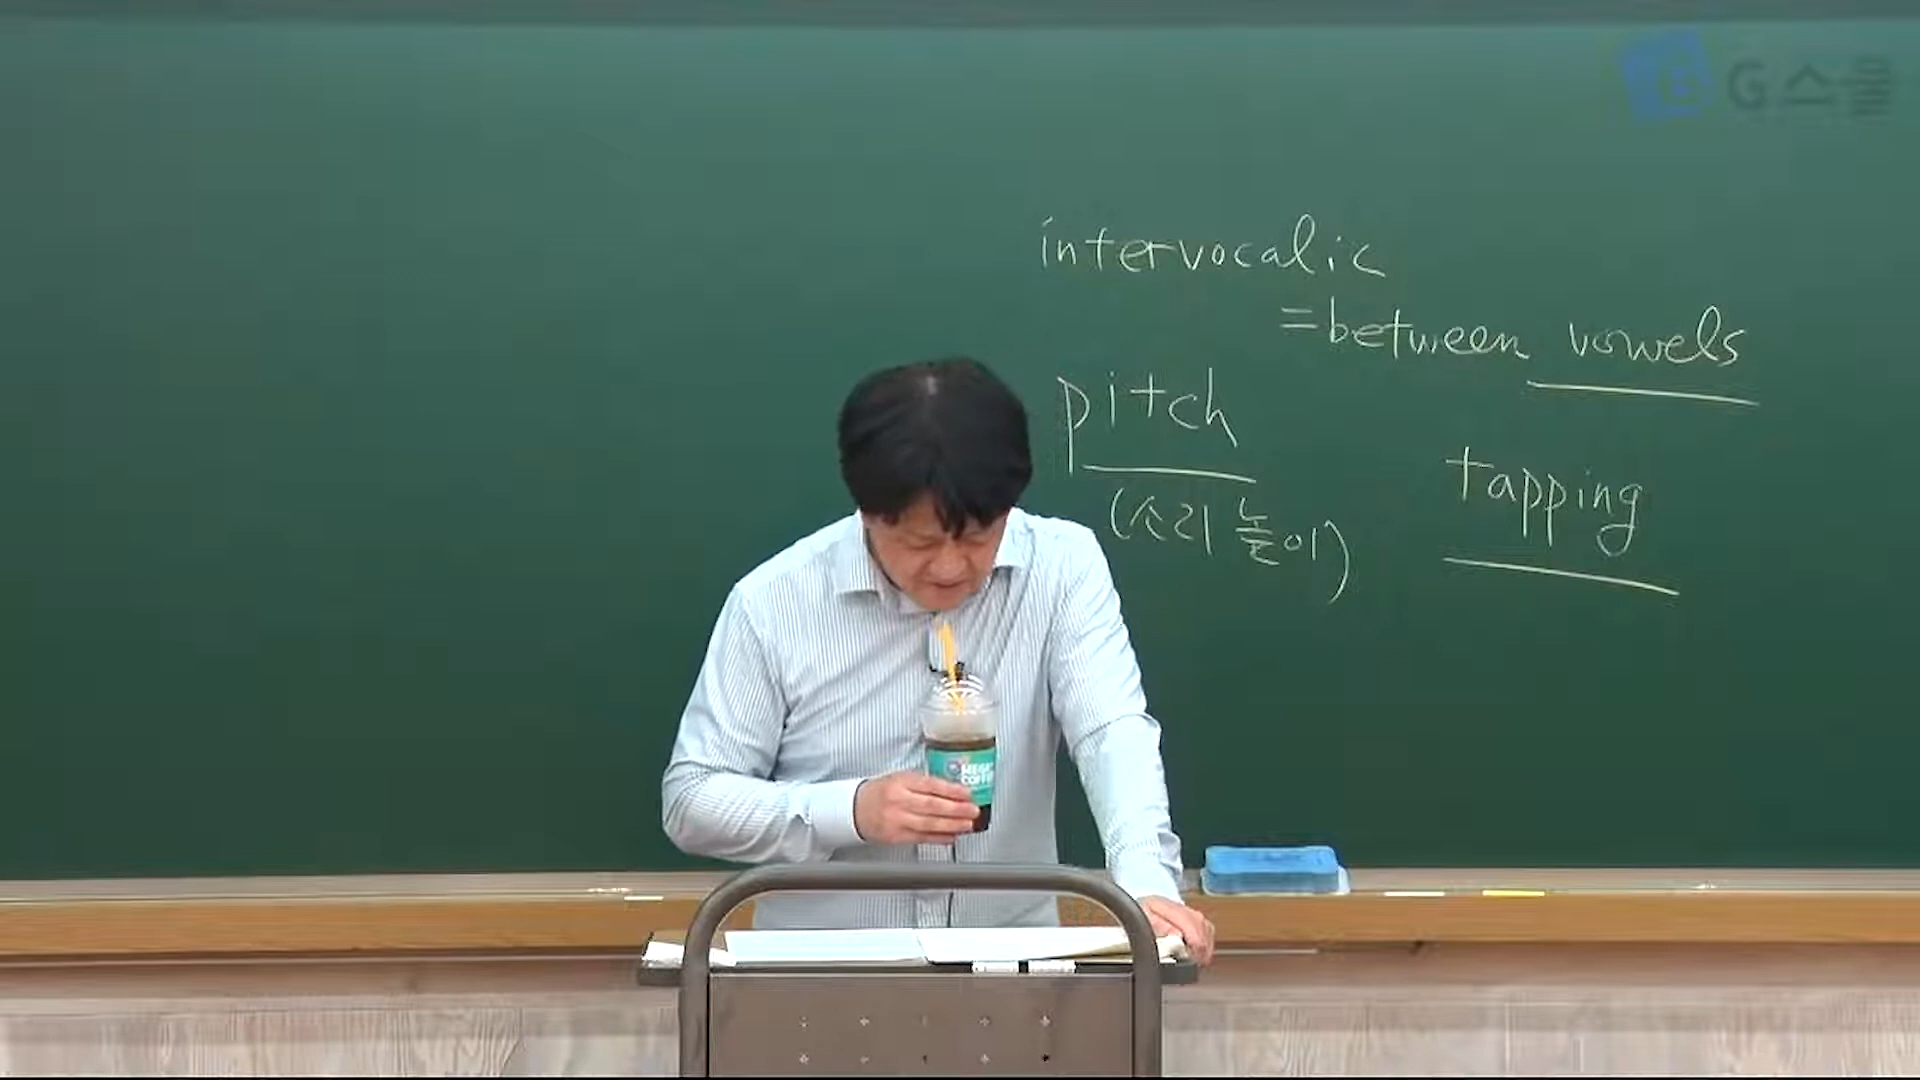 G스쿨
intervocalic
=between vowels
pitch
(소리 높이)
tapping
MEGA
COFFEE